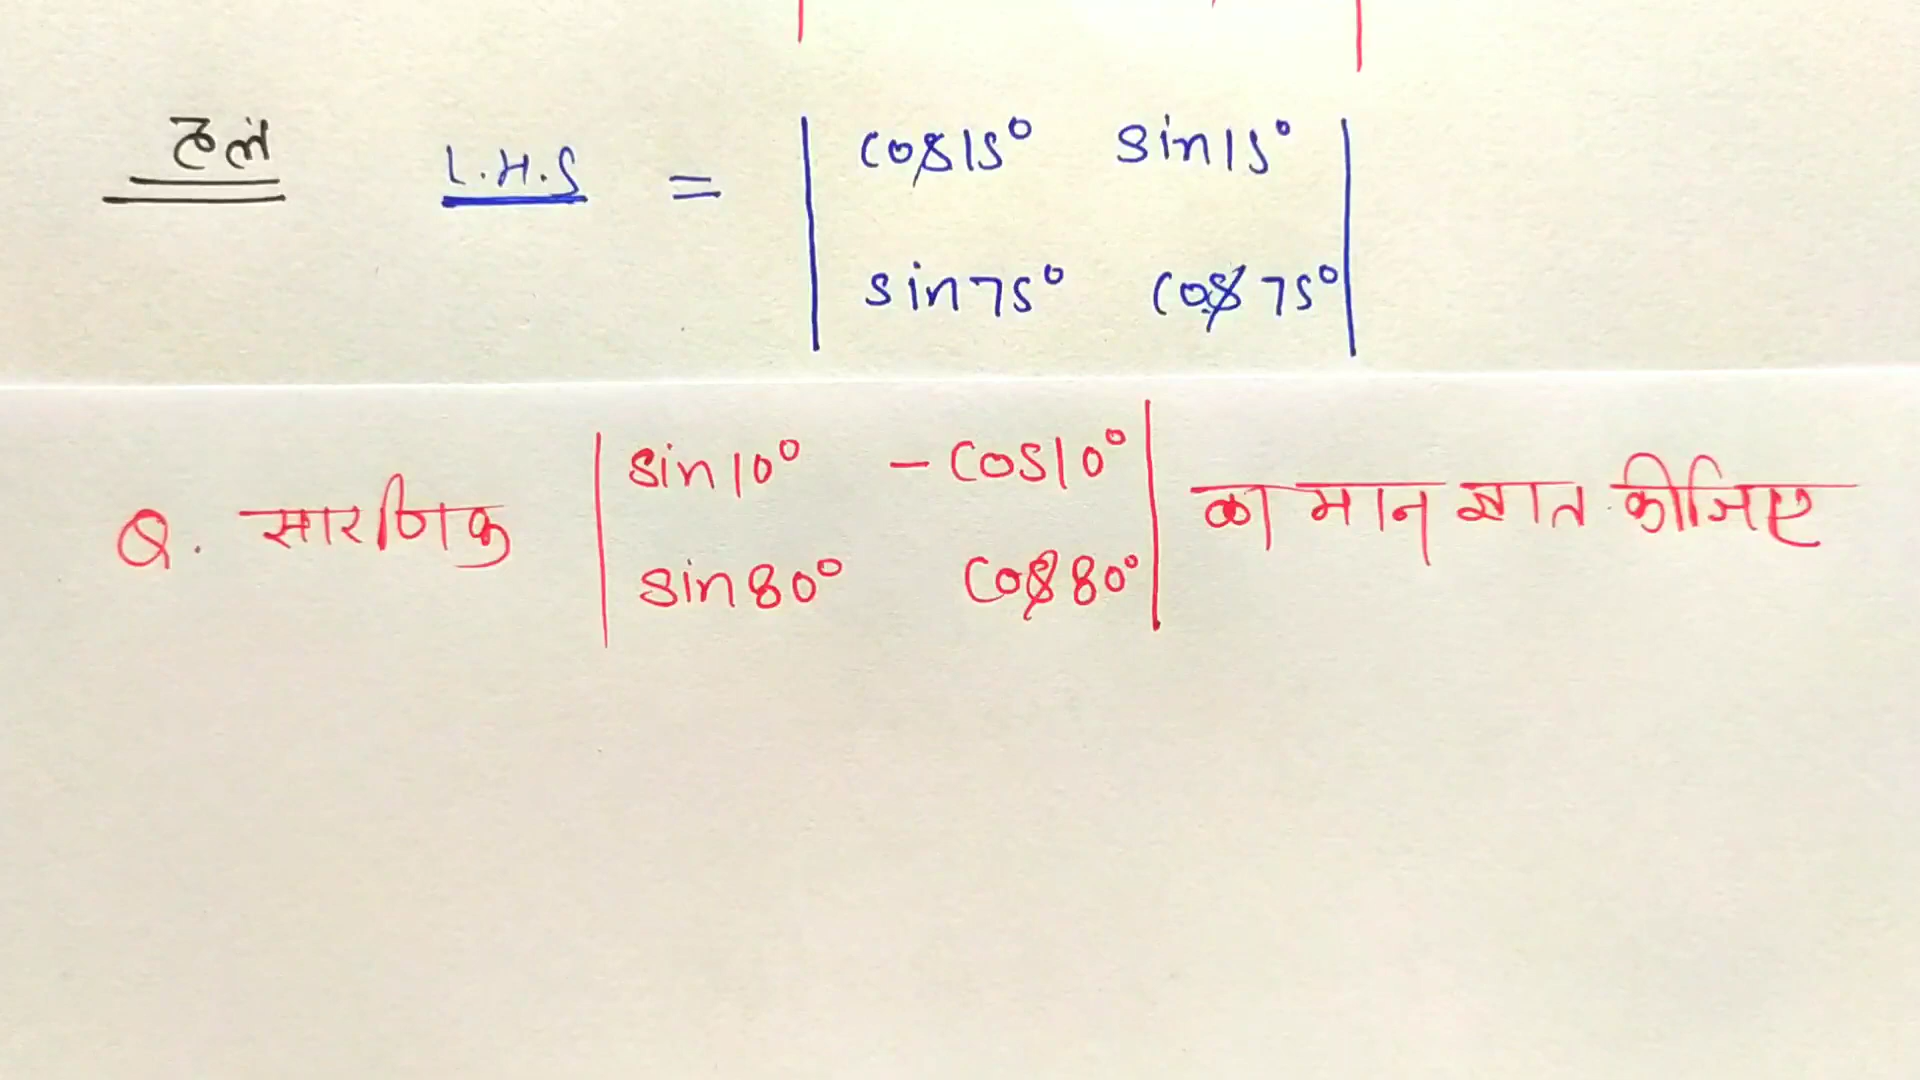 हल L.H.S = | cos15° sin15° |
| sin75° cos75° |
Q. सारणिक | sin10° - cos10° | का मान ज्ञात कीजिए
| sin80° cos80° |